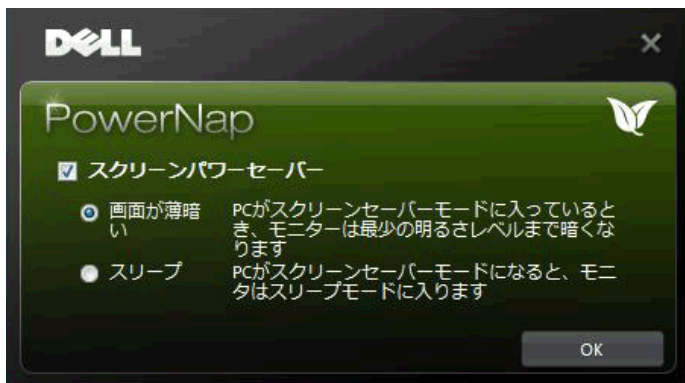 DELL
PowerNap
スクリーンパワーセーバー
画面が薄暗
い
PCがスクリーンセーバーモードに入っていると
き、モニターは最少の明るさレベルまで暗くな
ります
スリープ
PCがスクリーンセーバーモードになると、モニ
タはスリープモードに入ります
OK